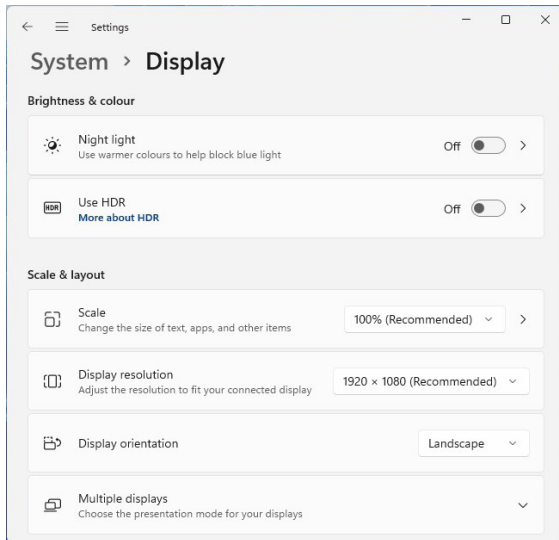 Settings
System > Display
Brightness & colour
Night light
Use warmer colours to help block blue light
Off
HDR
Use HDR
More about HDR
Off
Scale & layout
Scale
Change the size of text, apps, and other items
100% (Recommended)
Display resolution
Adjust the resolution to fit your connected display
1920 × 1080 (Recommended)
Display orientation
Landscape
Multiple displays
Choose the presentation mode for your displays